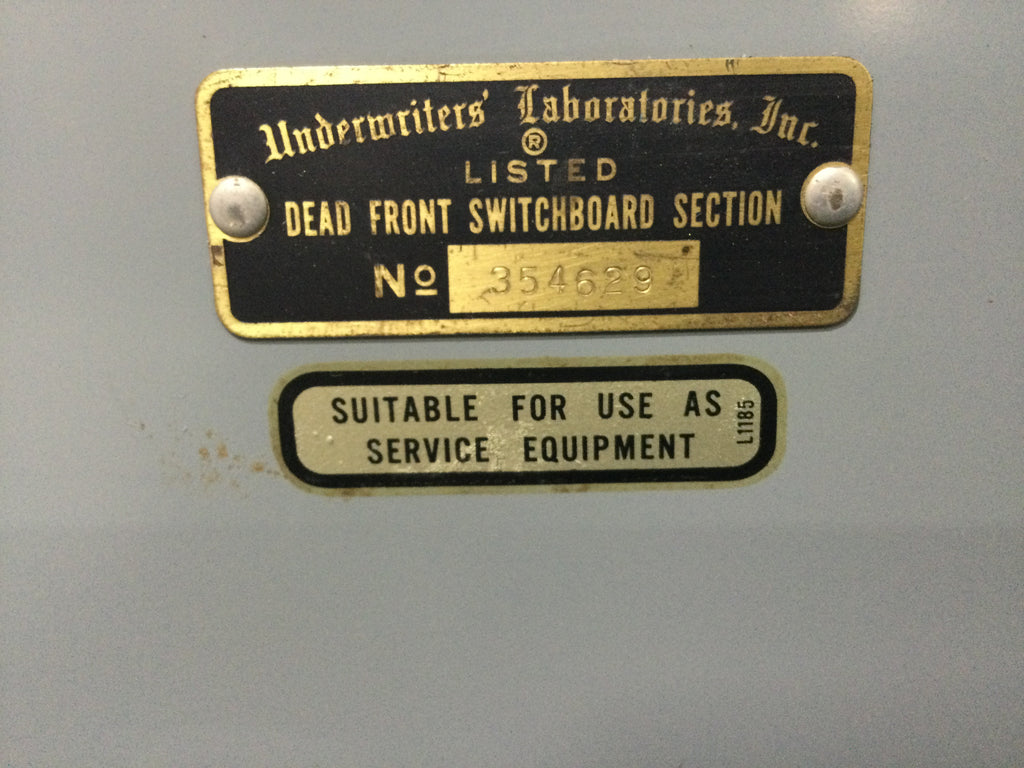 Underwriters' Laboratories, Inc.
®
LISTED
DEAD FRONT SWITCHBOARD SECTION
No 354629
SUITABLE FOR USE AS
SERVICE EQUIPMENT
L1185